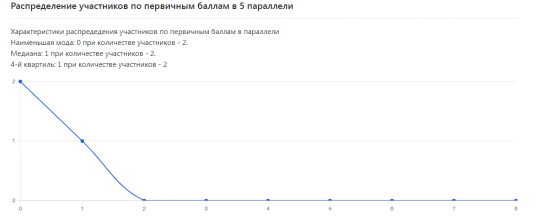 Распределение участников по первичным баллам в 5 параллели
Характеристики распредедения участников по первичным баллам в параллели
Наименьшая мода: 0 при количестве участников - 2.
Медиана: 1 при количестве участников - 2.
4-й квартиль: 1 при количестве участников - 2
2
1
0
0 1 2 3 4 5 6 7 8